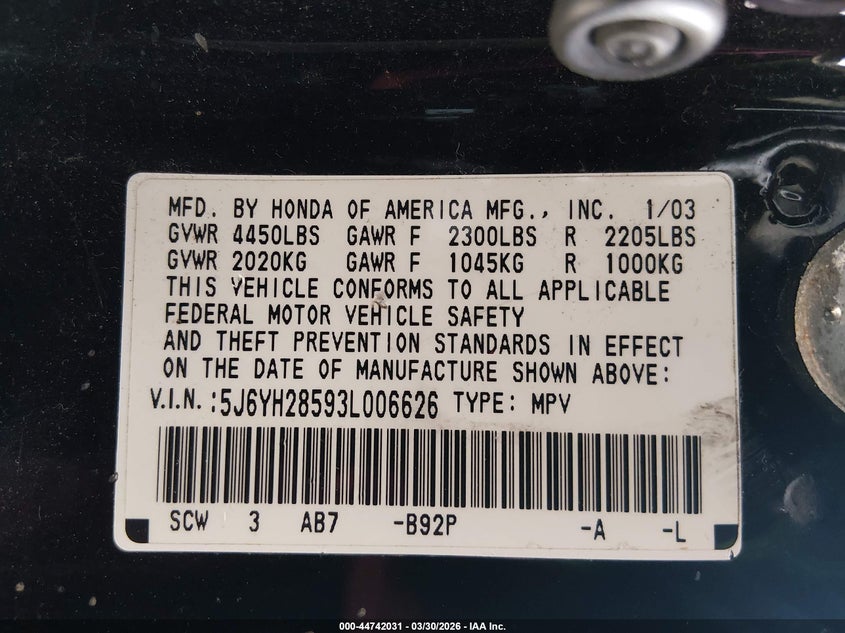 MFD. BY HONDA OF AMERICA MFG., INC. 1/03
GVWR 4450LBS GAWR F 2300LBS R 2205LBS
GVWR 2020KG GAWR F 1045KG R 1000KG
THIS VEHICLE CONFORMS TO ALL APPLICABLE
FEDERAL MOTOR VEHICLE SAFETY
AND THEFT PREVENTION STANDARDS IN EFFECT
ON THE DATE OF MANUFACTURE SHOWN ABOVE:
V.I.N.:5J6YH28593L006626 TYPE: MPV
SCW 3 AB7 -B92P -A -L
000-44742031 - 03/30/2026 - IAA Inc.